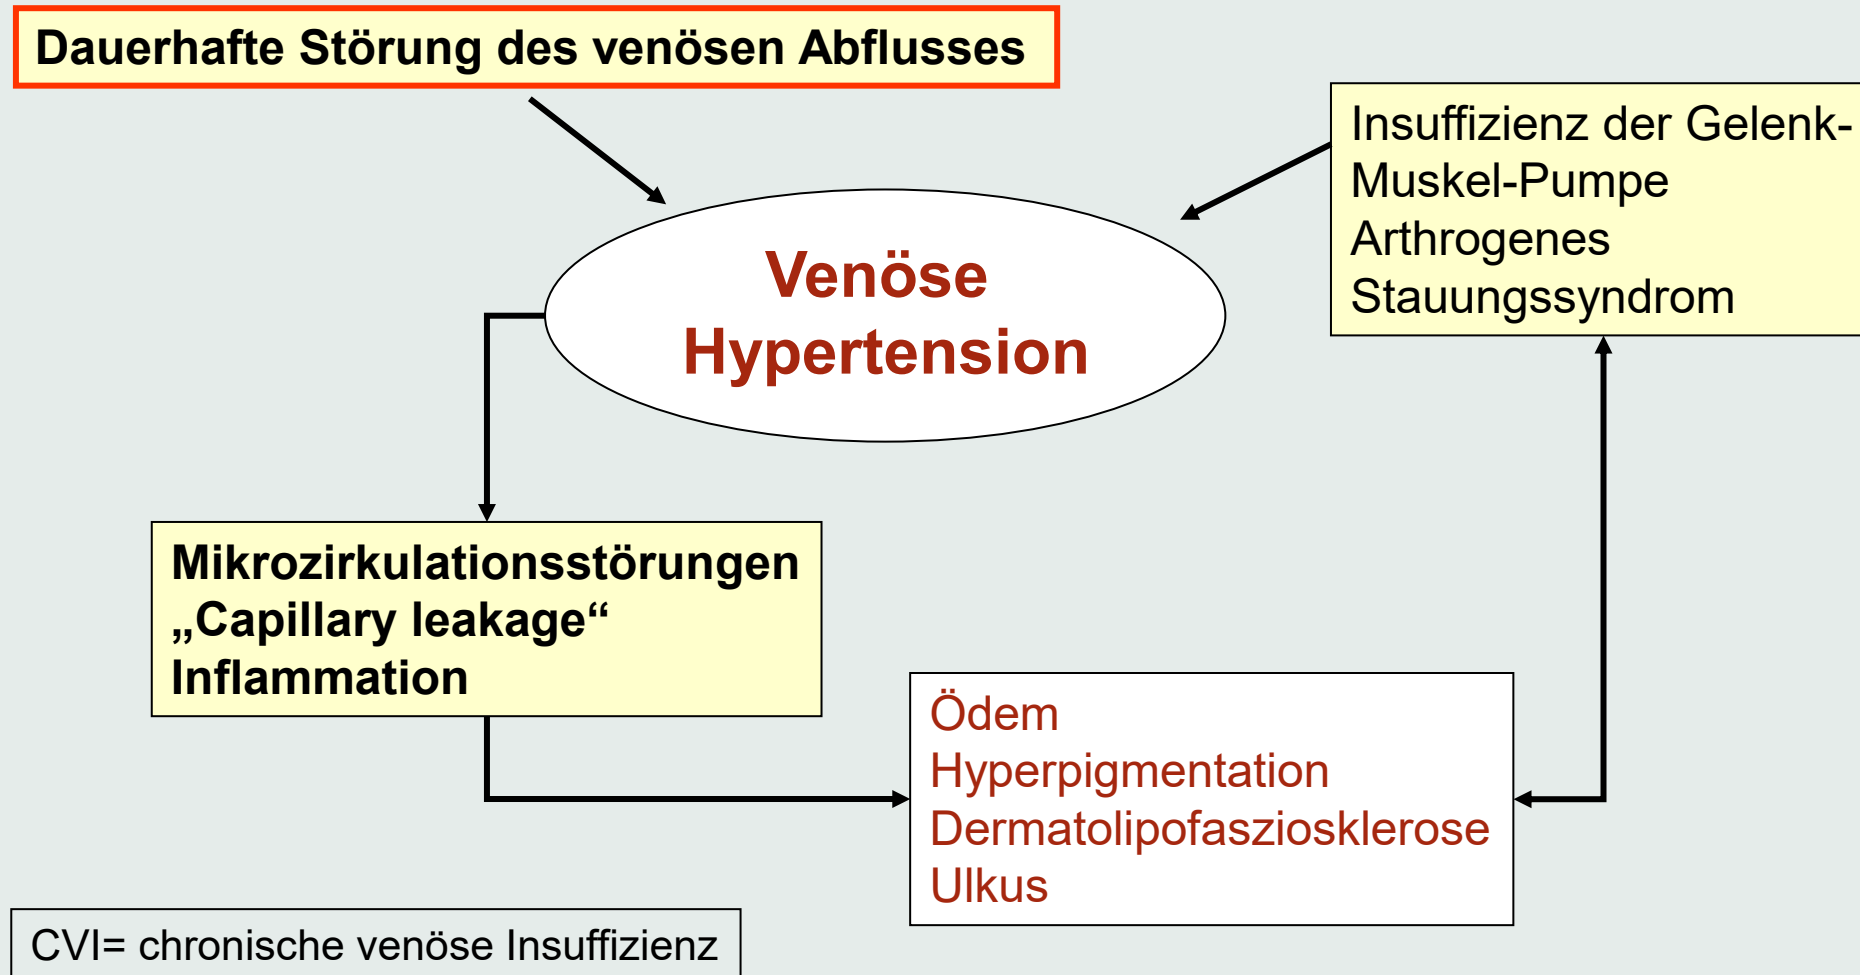 Dauerhafte Störung des venösen Abflusses
Insuffizienz der Gelenk-
Muskel-Pumpe
Arthrogenes
Stauungssyndrom
Venöse
Hypertension
Mikrozirkulationsstörungen
„Capillary leakage“
Inflammation
Ödem
Hyperpigmentation
Dermatolipofasziosklerose
Ulkus
CVI= chronische venöse Insuffizienz